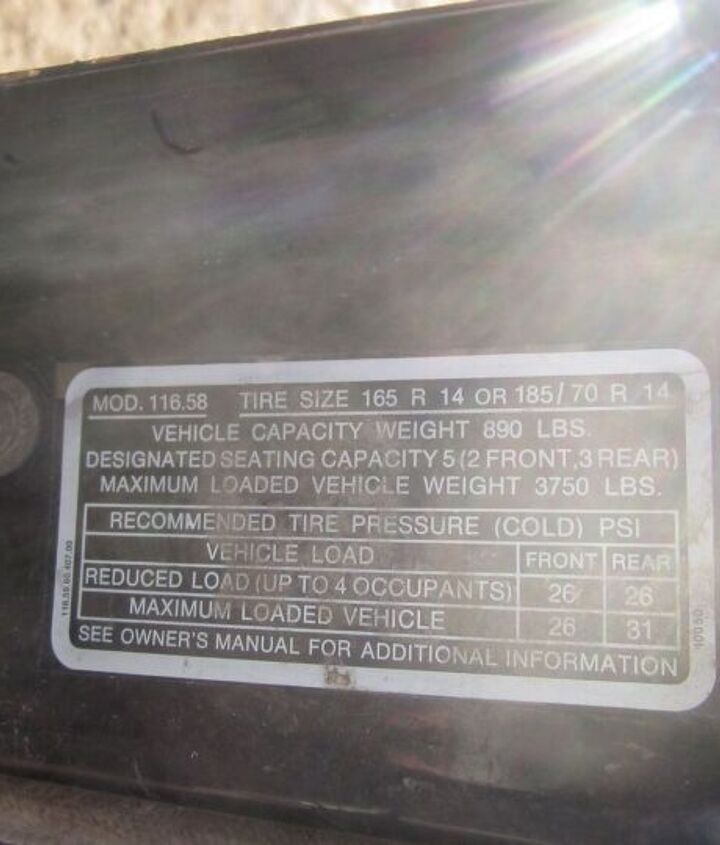 MOD. 116.58 TIRE SIZE 165 R 14 OR 185/70 R 14
VEHICLE CAPACITY WEIGHT 890 LBS.
DESIGNATED SEATING CAPACITY 5 (2 FRONT, 3 REAR)
MAXIMUM LOADED VEHICLE WEIGHT 3750 LBS.
RECOMMENDED TIRE PRESSURE (COLD) PSI
VEHICLE LOAD FRONT REAR
REDUCED LOAD (UP TO 4 OCCUPANTS) 26 26
MAXIMUM LOADED VEHICLE 26 31
SEE OWNER'S MANUAL FOR ADDITIONAL INFORMATION